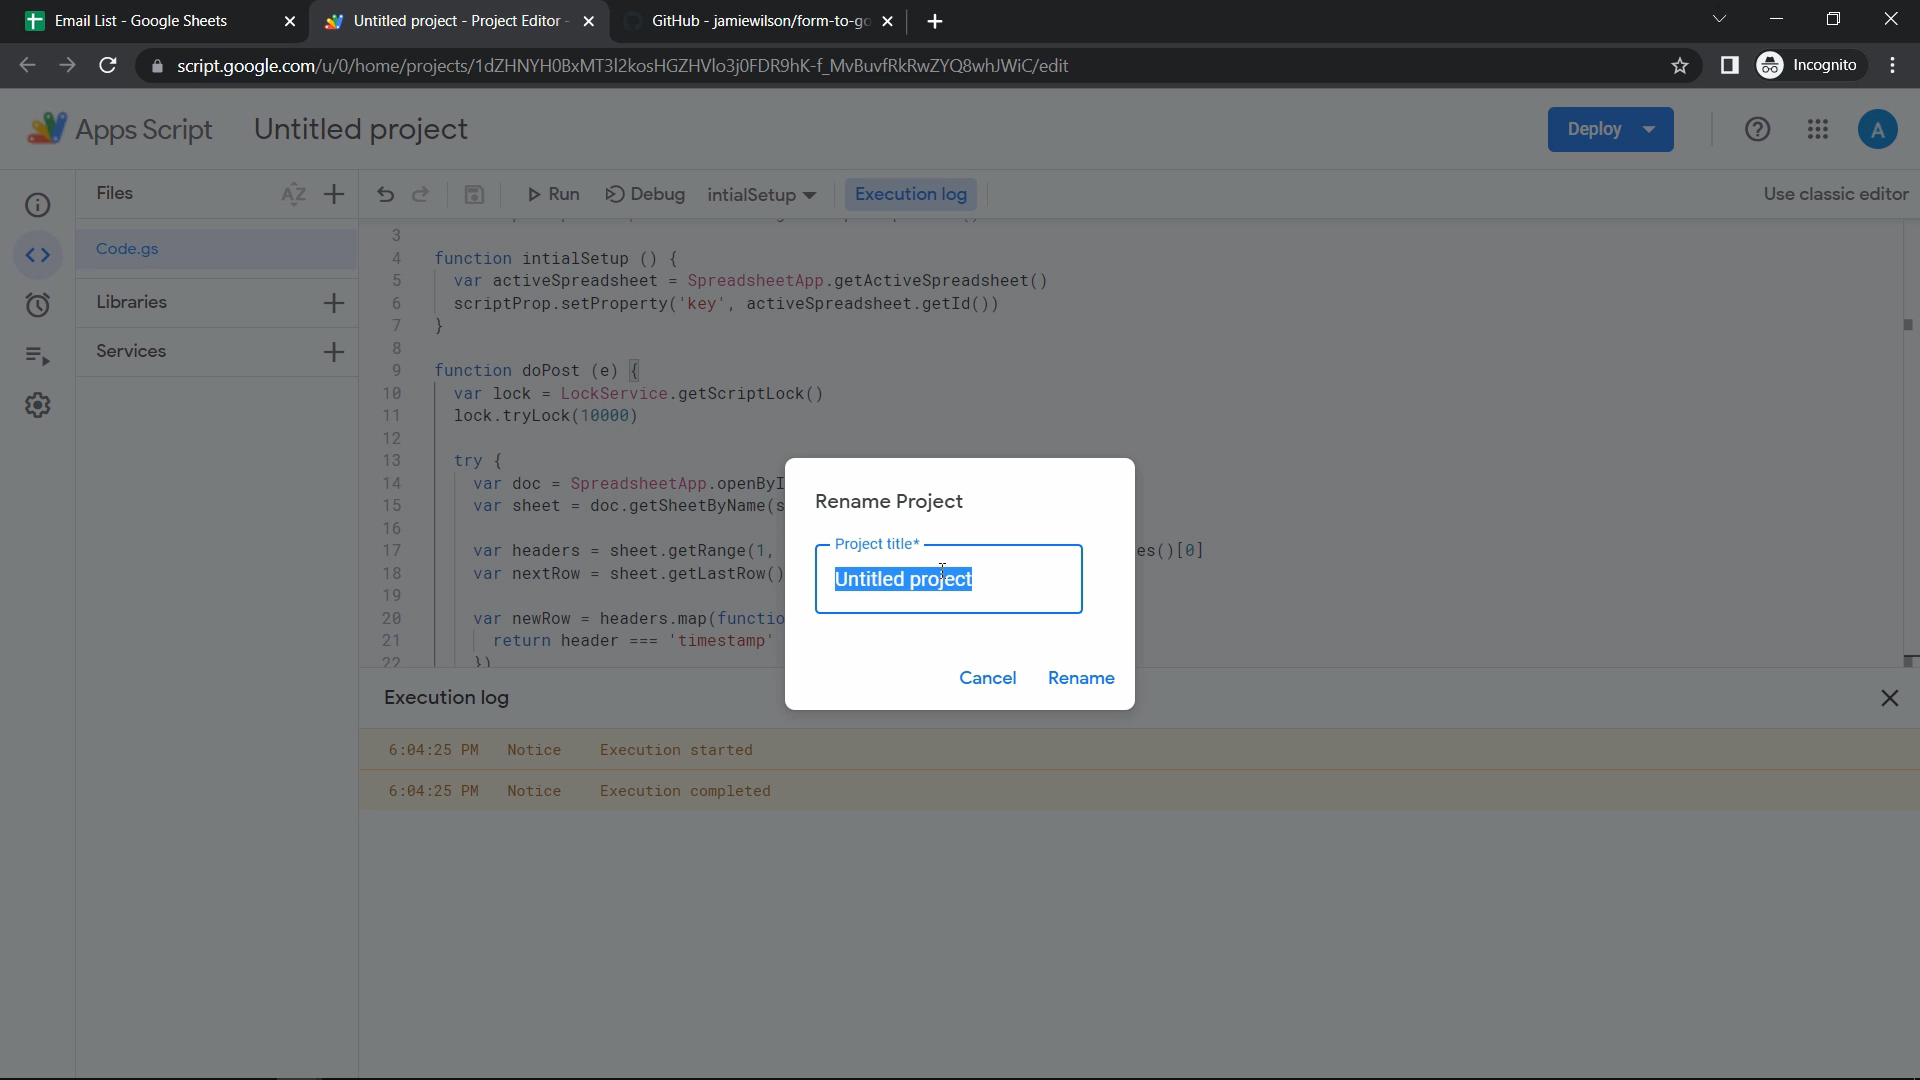 Email List - Google Sheets
Untitled project - Project Editor -
GitHub - jamiewilson/form-to-go
script.google.com/u/0/home/projects/1dZHNYH0BxMT3l2kosHGZHVlo3j0FDR9hK-f_MvBuvfRkRwZYQ8whJWiC/edit
Incognito
Apps Script
Untitled project
Deploy
A
Files
AZ
Run
Debug
intialSetup
Execution log
Use classic editor
Code.gs
Libraries
Services
3
4 function intialSetup () {
5 var activeSpreadsheet = SpreadsheetApp.getActiveSpreadsheet()
6 scriptProp.setProperty('key', activeSpreadsheet.getId())
7 }
8
9 function doPost (e) {
10 var lock = LockService.getScriptLock()
11 lock.tryLock(10000)
12
13 try {
14 var doc = SpreadsheetApp.openByI
15 var sheet = doc.getSheetByName(s
16
17 var headers = sheet.getRange(1, es()[0]
18 var nextRow = sheet.getLastRow()
19
20 var newRow = headers.map(functio
21 return header === 'timestamp'
22 })
Rename Project
Project title*
Untitled project
Cancel
Rename
Execution log
6:04:25 PM Notice Execution started
6:04:25 PM Notice Execution completed